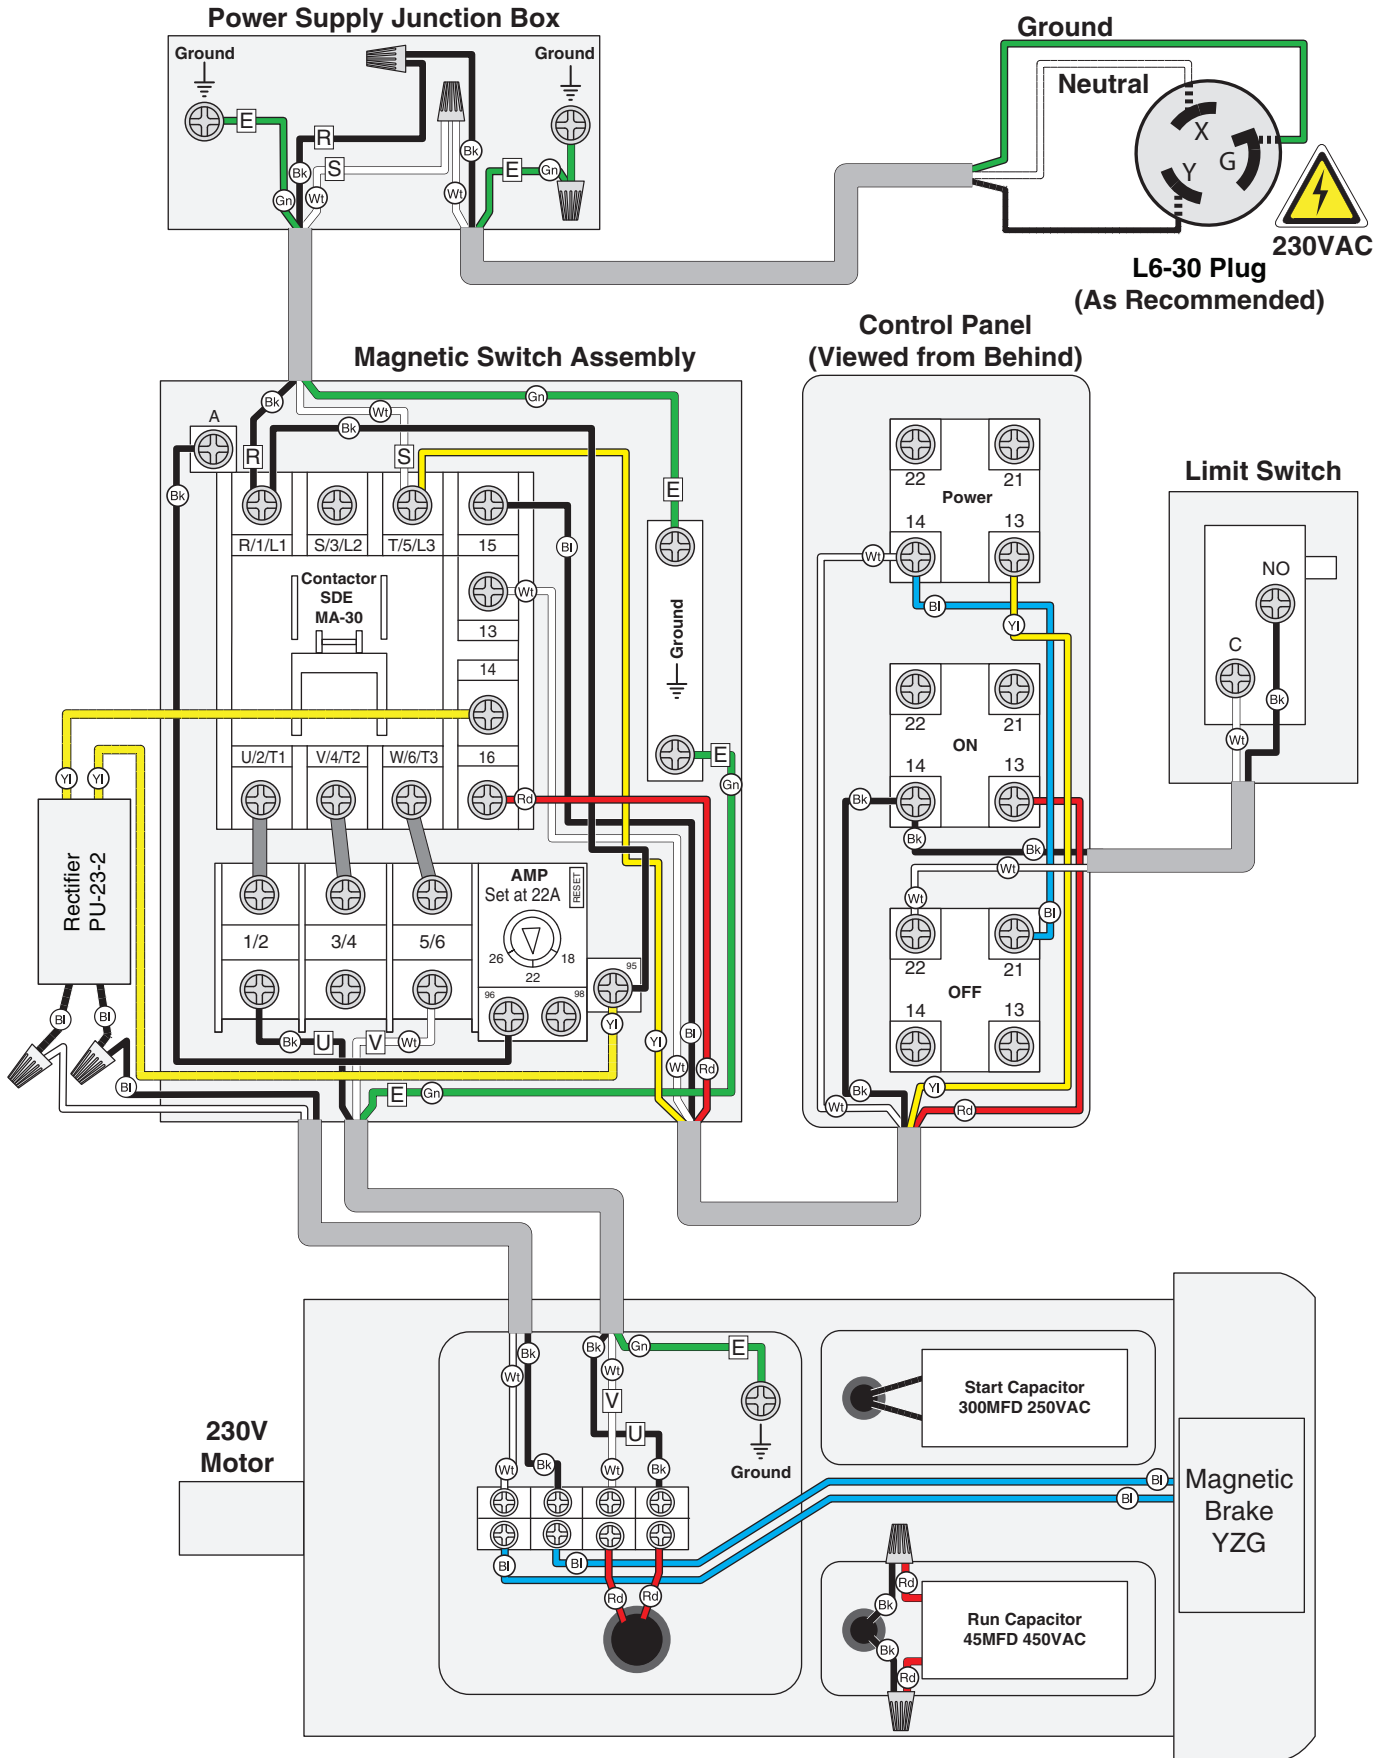 Power Supply Junction Box
Ground
Ground
E
R
S
Bk
Bk
E
Gn
Gn
Wt
Wt
Ground
Neutral
X
Y
G
230VAC
L6-30 Plug
(As Recommended)
Magnetic Switch Assembly
A
Bk
Wt
Bk
Gn
R
S
Bk
E
R/1/L1
S/3/L2
T/5/L3
15
Bl
Contactor
SDE
MA-30
Wt
13
Ground
14
U/2/T1
V/4/T2
W/6/T3
16
E
Gn
Rd
Yl
Yl
Rectifier
PU-23-2
AMP
Set at 22A
RESET
1/2
3/4
5/6
26
18
22
95
96
98
Yl
Bl
Bl
Bk
U
V
Wt
Yl
Bl
Wt
Rd
Bl
E
Gn
Control Panel
(Viewed from Behind)
22
21
Power
14
13
Wt
Bl
Yl
22
21
ON
14
13
Bk
Bk
Bk
Wt
Wt
Bl
22
21
OFF
14
13
Bk
Yl
Wt
Rd
Limit Switch
NO
C
Bk
Wt
230V
Motor
Bk
Wt
Bk
Gn
E
Wt
V
U
Ground
Wt
Bk
Wt
Bk
Bl
Bl
Rd
Rd
Start Capacitor
300MFD 250VAC
Bl
Bl
Magnetic
Brake
YZG
Rd
Bk
Run Capacitor
45MFD 450VAC
Bk
Rd